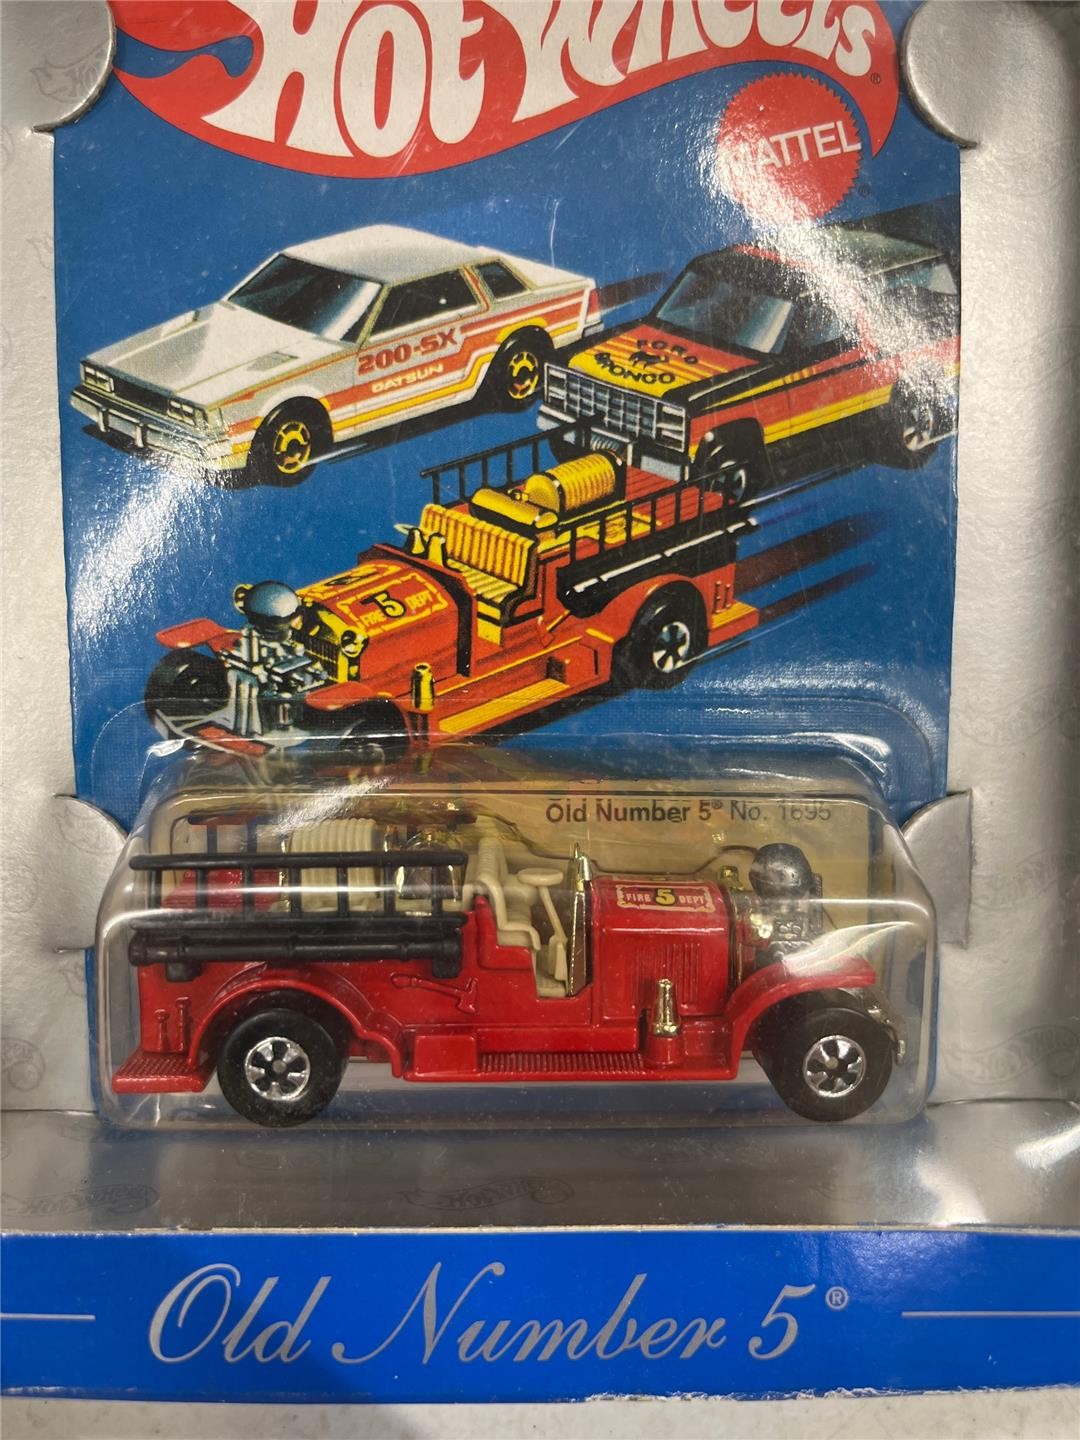 HOT WHEELS®
MATTEL®
200-SX
DATSUN
FORD
BRONCO
FIRE 5 DEPT
Old Number 5® No. 1695
FIRE 5 DEPT
Old Number 5®